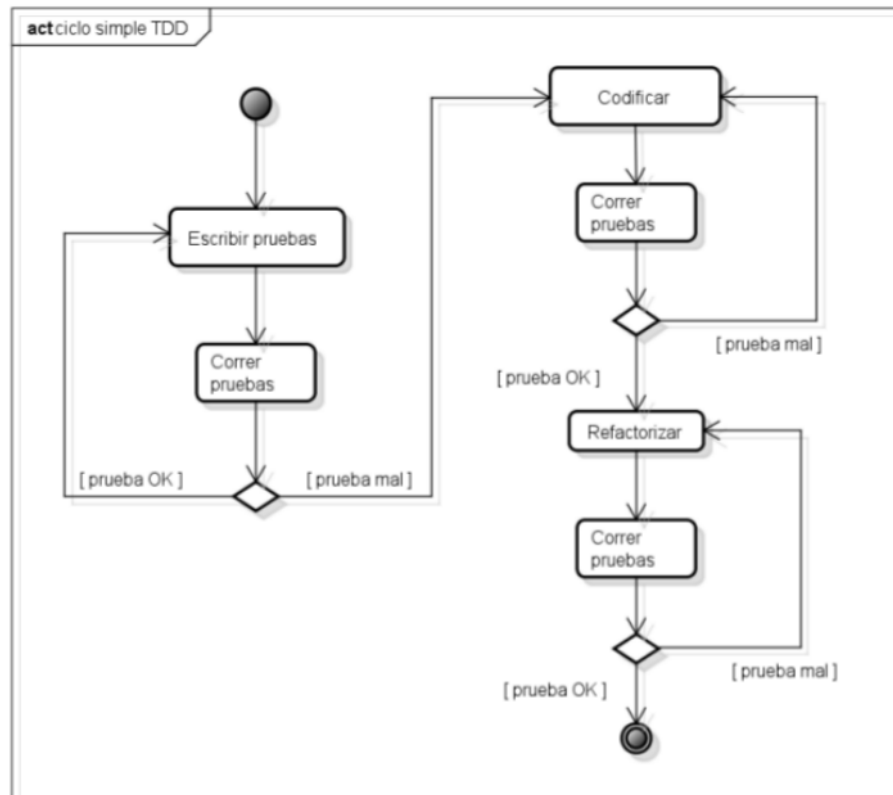 act ciclo simple TDD
Escribir pruebas
Correr
pruebas
[ prueba OK ]
[ prueba mal ]
Codificar
Correr
pruebas
[ prueba mal ]
[ prueba OK ]
Refactorizar
Correr
pruebas
[ prueba mal ]
[ prueba OK ]